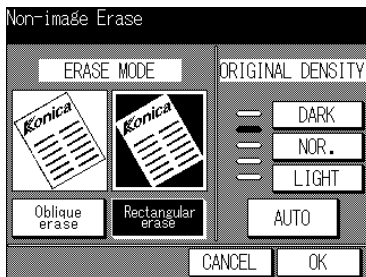 Non-image Erase
ERASE MODE
ORIGINAL DENSITY
Konica
Konica
DARK
NOR.
LIGHT
Oblique
erase
Rectangular
erase
AUTO
CANCEL
OK